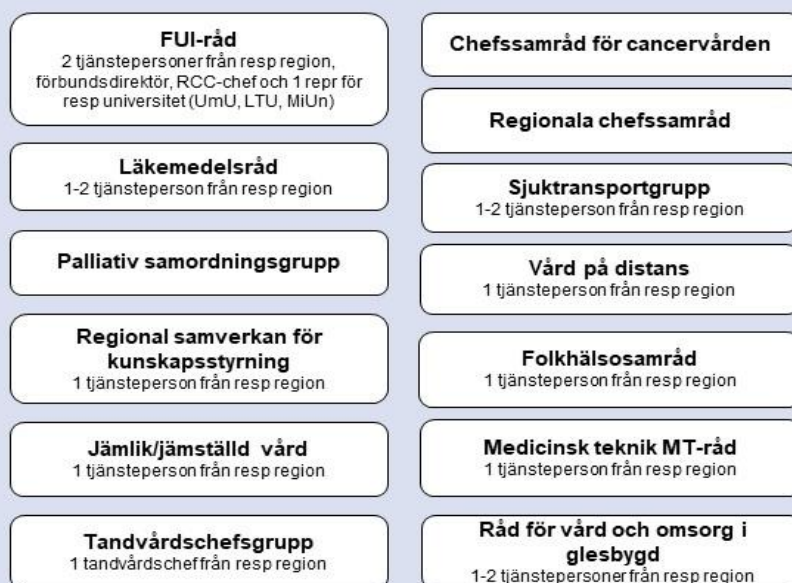 FUI-råd
2 tjänstepersoner från resp region,
förbundsdirektör, RCC-chef och 1 repr för
resp universitet (UmU, LTU, MiUn)
Läkemedelsråd
1-2 tjänsteperson från resp region
Palliativ samordningsgrupp
Regional samverkan för
kunskapsstyrning
1 tjänsteperson från resp region
Jämlik/jämställd vård
1 tjänsteperson från resp region
Tandvårdschefsgrupp
1 tandvårdschef från resp region
Chefssamråd för cancervården
Regionala chefssamråd
Sjuktransportgrupp
1-2 tjänsteperson från resp region
Vård på distans
1 tjänsteperson från resp region
Folkhälsosamråd
1 tjänsteperson från resp region
Medicinsk teknik MT-råd
1 tjänsteperson från resp region
Råd för vård och omsorg i
glesbygd
1-2 tjänstepersoner från resp region